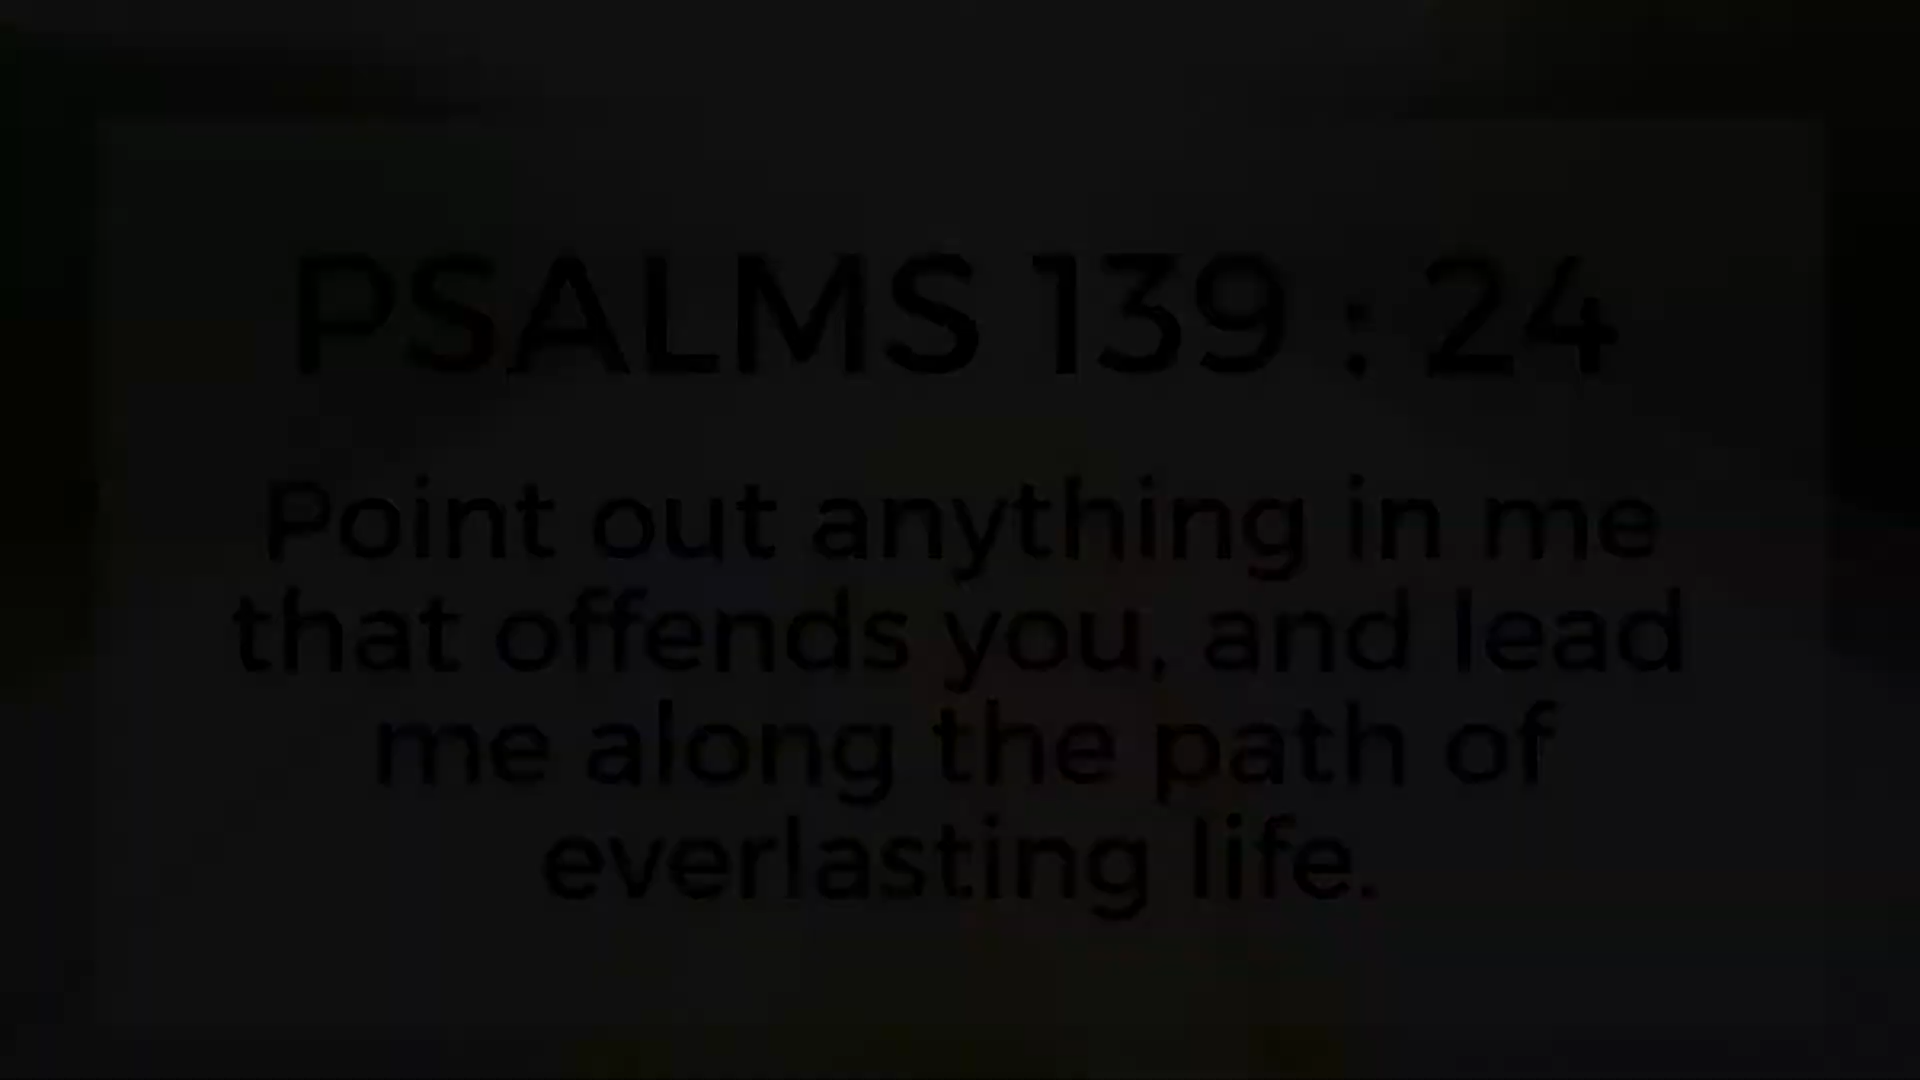 PSALMS 139 : 24
Point out anything in me
that offends you, and lead
me along the path of
everlasting life.